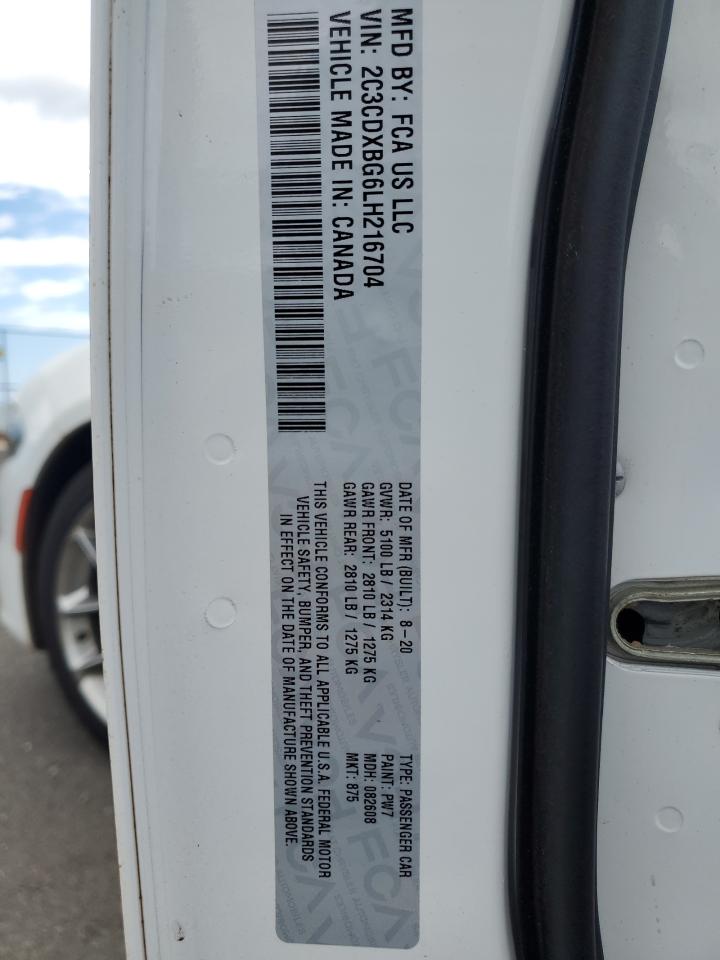 MFD BY: FCA US LLC
VIN: 2C3CDXBG6LH216704
VEHICLE MADE IN: CANADA
DATE OF MFR (BUILT): 8-20
TYPE: PASSENGER CAR
GVWR: 5100 LB / 2314 KG
PAINT: PW7
GAWR FRONT: 2810 LB / 1275 KG
MDH: 082608
GAWR REAR: 2810 LB / 1275 KG
MKT: 875
THIS VEHICLE CONFORMS TO ALL APPLICABLE U.S.A. FEDERAL MOTOR
VEHICLE SAFETY, BUMPER, AND THEFT PREVENTION STANDARDS
IN EFFECT ON THE DATE OF MANUFACTURE SHOWN ABOVE.